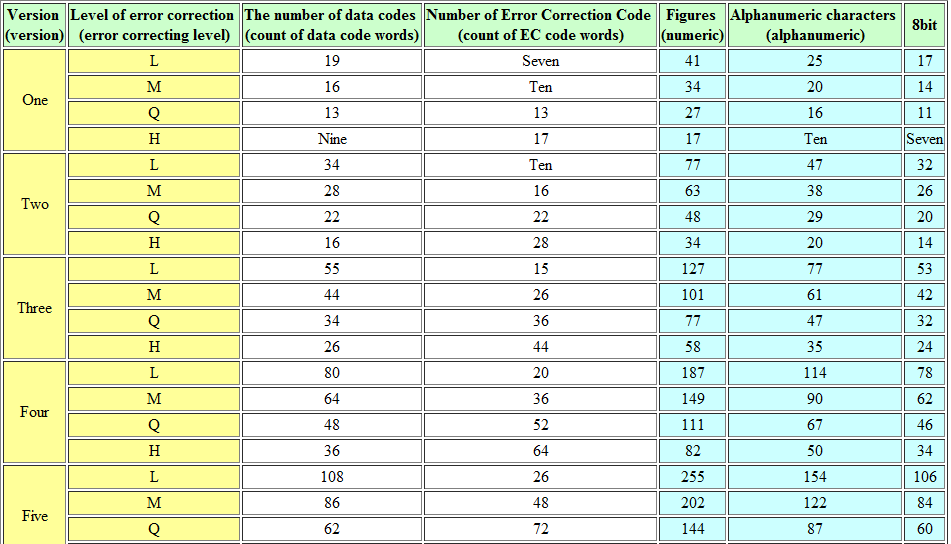 Version Level of error correction The number of data codes Number of Error Correction Code Figures Alphanumeric characters 8bit
(version) (error correcting level) (count of data code words) (count of EC code words) (numeric) (alphanumeric)
One
L 19 Seven 41 25 17
M 16 Ten 34 20 14
Q 13 13 27 16 11
H Nine 17 17 Ten Seven
Two
L 34 Ten 77 47 32
M 28 16 63 38 26
Q 22 22 48 29 20
H 16 28 34 20 14
Three
L 55 15 127 77 53
M 44 26 101 61 42
Q 34 36 77 47 32
H 26 44 58 35 24
Four
L 80 20 187 114 78
M 64 36 149 90 62
Q 48 52 111 67 46
H 36 64 82 50 34
Five
L 108 26 255 154 106
M 86 48 202 122 84
Q 62 72 144 87 60